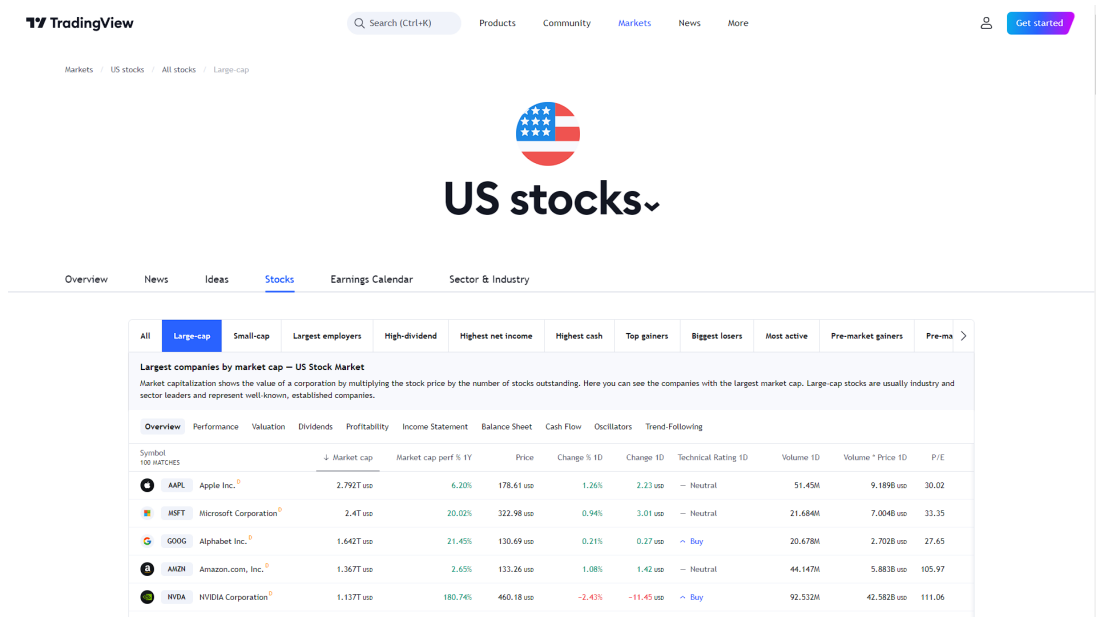 TradingView
Search (Ctrl+K)
Products
Community
Markets
News
More
Get started
Markets / US stocks / All stocks / Large-cap
US stocks
Overview
News
Ideas
Stocks
Earnings Calendar
Sector & Industry
All
Large-cap
Small-cap
Largest employers
High-dividend
Highest net income
Highest cash
Top gainers
Biggest losers
Most active
Pre-market gainers
Pre-ma
Largest companies by market cap — US Stock Market
Market capitalization shows the value of a corporation by multiplying the stock price by the number of stocks outstanding. Here you can see the companies with the largest market cap. Large-cap stocks are usually industry and
sector leaders and represent well-known, established companies.
Overview
Performance
Valuation
Dividends
Profitability
Income Statement
Balance Sheet
Cash Flow
Oscillators
Trend-Following
Symbol
100 MATCHES
↓ Market cap
Market cap perf % 1Y
Price
Change % 1D
Change 1D
Technical Rating 1D
Volume 1D
Volume * Price 1D
P/E
AAPL Apple Inc. D 2.792T USD 6.20% 178.61 USD 1.26% 2.23 USD — Neutral 51.45M 9.189B USD 30.02
MSFT Microsoft Corporation D 2.4T USD 20.02% 322.98 USD 0.94% 3.01 USD — Neutral 21.684M 7.004B USD 33.35
GOOG Alphabet Inc. D 1.642T USD 21.45% 130.69 USD 0.21% 0.27 USD Buy 20.678M 2.702B USD 27.65
AMZN Amazon.com, Inc. D 1.367T USD 2.65% 133.26 USD 1.08% 1.42 USD — Neutral 44.147M 5.883B USD 105.97
NVDA NVIDIA Corporation D 1.137T USD 180.74% 460.18 USD −2.43% −11.45 USD Buy 92.532M 42.582B USD 111.06